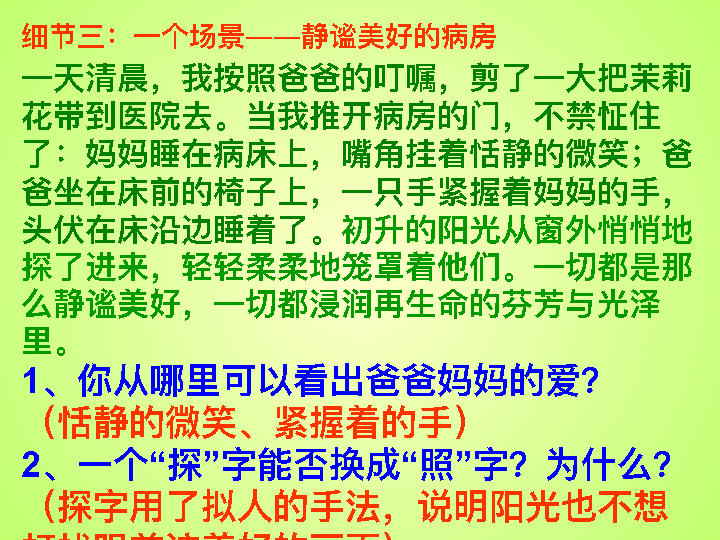 细节三：一个场景——静谧美好的病房
一天清晨，我按照爸爸的叮嘱，剪了一大把茉莉
花带到医院去。当我推开病房的门，不禁怔住
了：妈妈睡在病床上，嘴角挂着恬静的微笑；爸
爸坐在床前的椅子上，一只手紧握着妈妈的手，
头伏在床沿边睡着了。初升的阳光从窗外悄悄地
探了进来，轻轻柔柔地笼罩着他们。一切都是那
么静谧美好，一切都浸润再生命的芬芳与光泽
里。
1、你从哪里可以看出爸爸妈妈的爱？
（恬静的微笑、紧握着的手）
2、一个“探”字能否换成“照”字？为什么？
（探字用了拟人的手法，说明阳光也不想